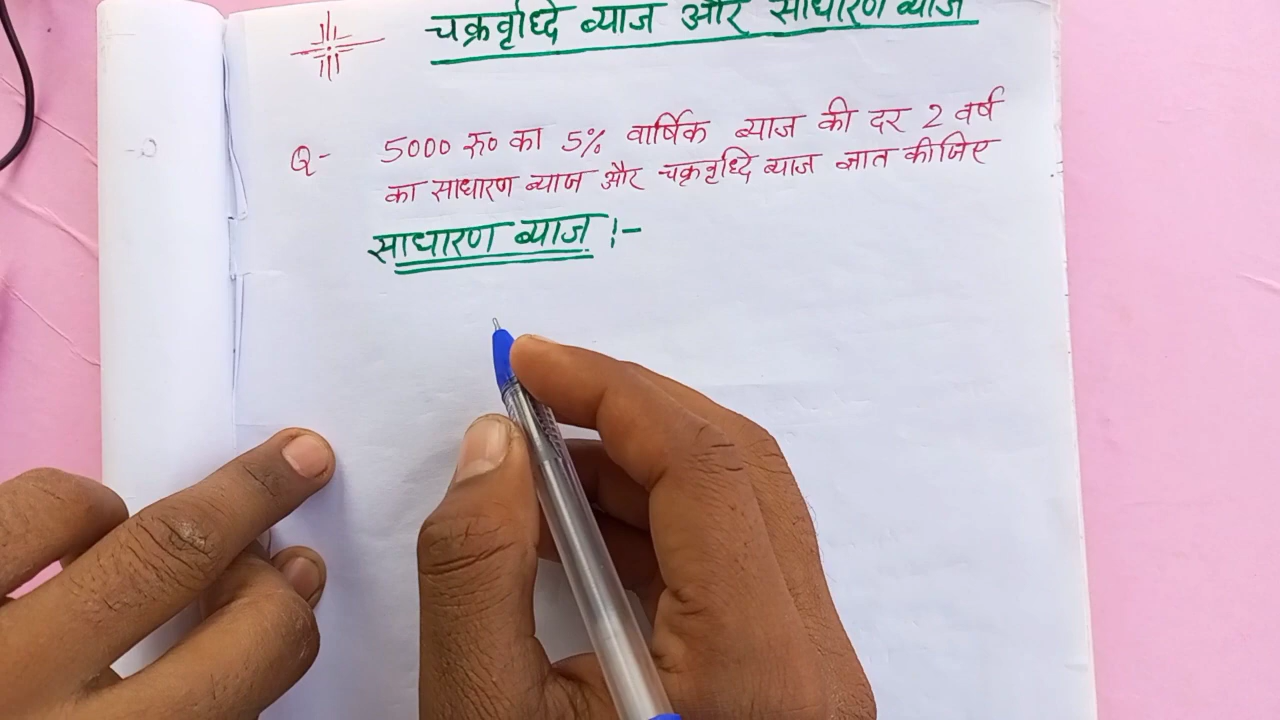 चक्रवृध्दि ब्याज और साधारण ब्याज
Q- 5000 रु० का 5% वार्षिक ब्याज की दर 2 वर्ष
का साधारण ब्याज और चक्रवृध्दि ब्याज ज्ञात कीजिए
साधारण ब्याज :-